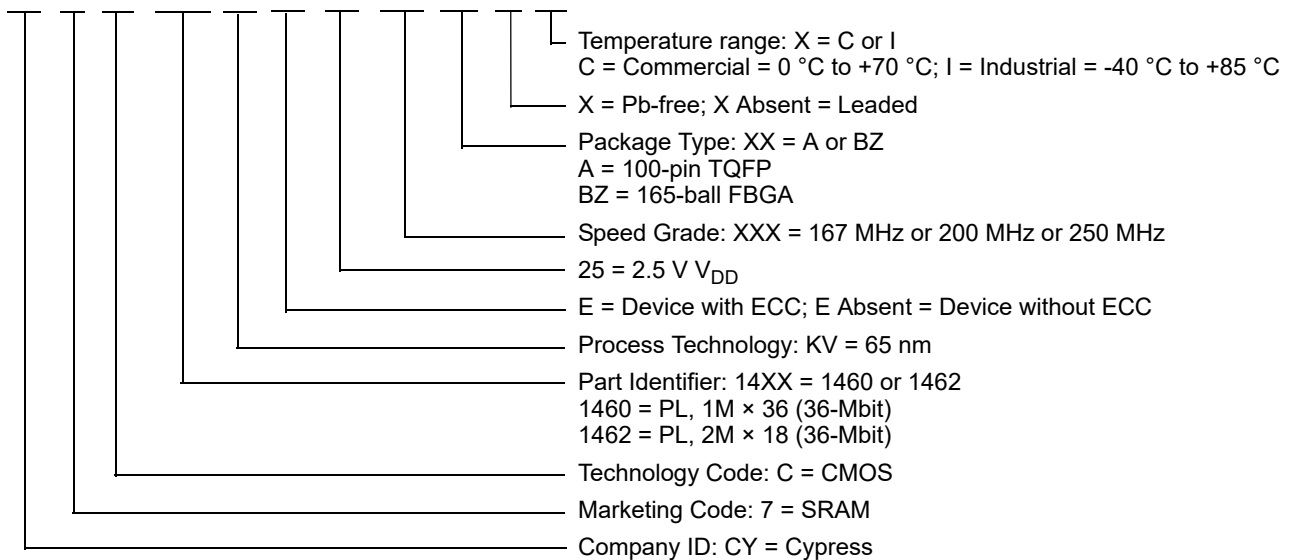 Temperature range: X = C or I
C = Commercial = 0 °C to +70 °C; I = Industrial = -40 °C to +85 °C
X = Pb-free; X Absent = Leaded
Package Type: XX = A or BZ
A = 100-pin TQFP
BZ = 165-ball FBGA
Speed Grade: XXX = 167 MHz or 200 MHz or 250 MHz
25 = 2.5 V VDD
E = Device with ECC; E Absent = Device without ECC
Process Technology: KV = 65 nm
Part Identifier: 14XX = 1460 or 1462
1460 = PL, 1M × 36 (36-Mbit)
1462 = PL, 2M × 18 (36-Mbit)
Technology Code: C = CMOS
Marketing Code: 7 = SRAM
Company ID: CY = Cypress